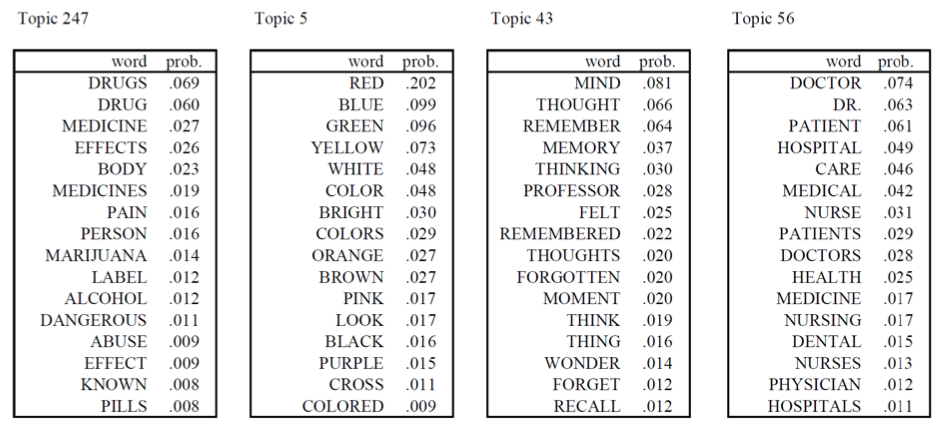 Topic 247
word prob.
DRUGS .069
DRUG .060
MEDICINE .027
EFFECTS .026
BODY .023
MEDICINES .019
PAIN .016
PERSON .016
MARIJUANA .014
LABEL .012
ALCOHOL .012
DANGEROUS .011
ABUSE .009
EFFECT .009
KNOWN .008
PILLS .008
Topic 5
word prob.
RED .202
BLUE .099
GREEN .096
YELLOW .073
WHITE .048
COLOR .048
BRIGHT .030
COLORS .029
ORANGE .027
BROWN .027
PINK .017
LOOK .017
BLACK .016
PURPLE .015
CROSS .011
COLORED .009
Topic 43
word prob.
MIND .081
THOUGHT .066
REMEMBER .064
MEMORY .037
THINKING .030
PROFESSOR .028
FELT .025
REMEMBERED .022
THOUGHTS .020
FORGOTTEN .020
MOMENT .020
THINK .019
THING .016
WONDER .014
FORGET .012
RECALL .012
Topic 56
word prob.
DOCTOR .074
DR. .063
PATIENT .061
HOSPITAL .049
CARE .046
MEDICAL .042
NURSE .031
PATIENTS .029
DOCTORS .028
HEALTH .025
MEDICINE .017
NURSING .017
DENTAL .015
NURSES .013
PHYSICIAN .012
HOSPITALS .011